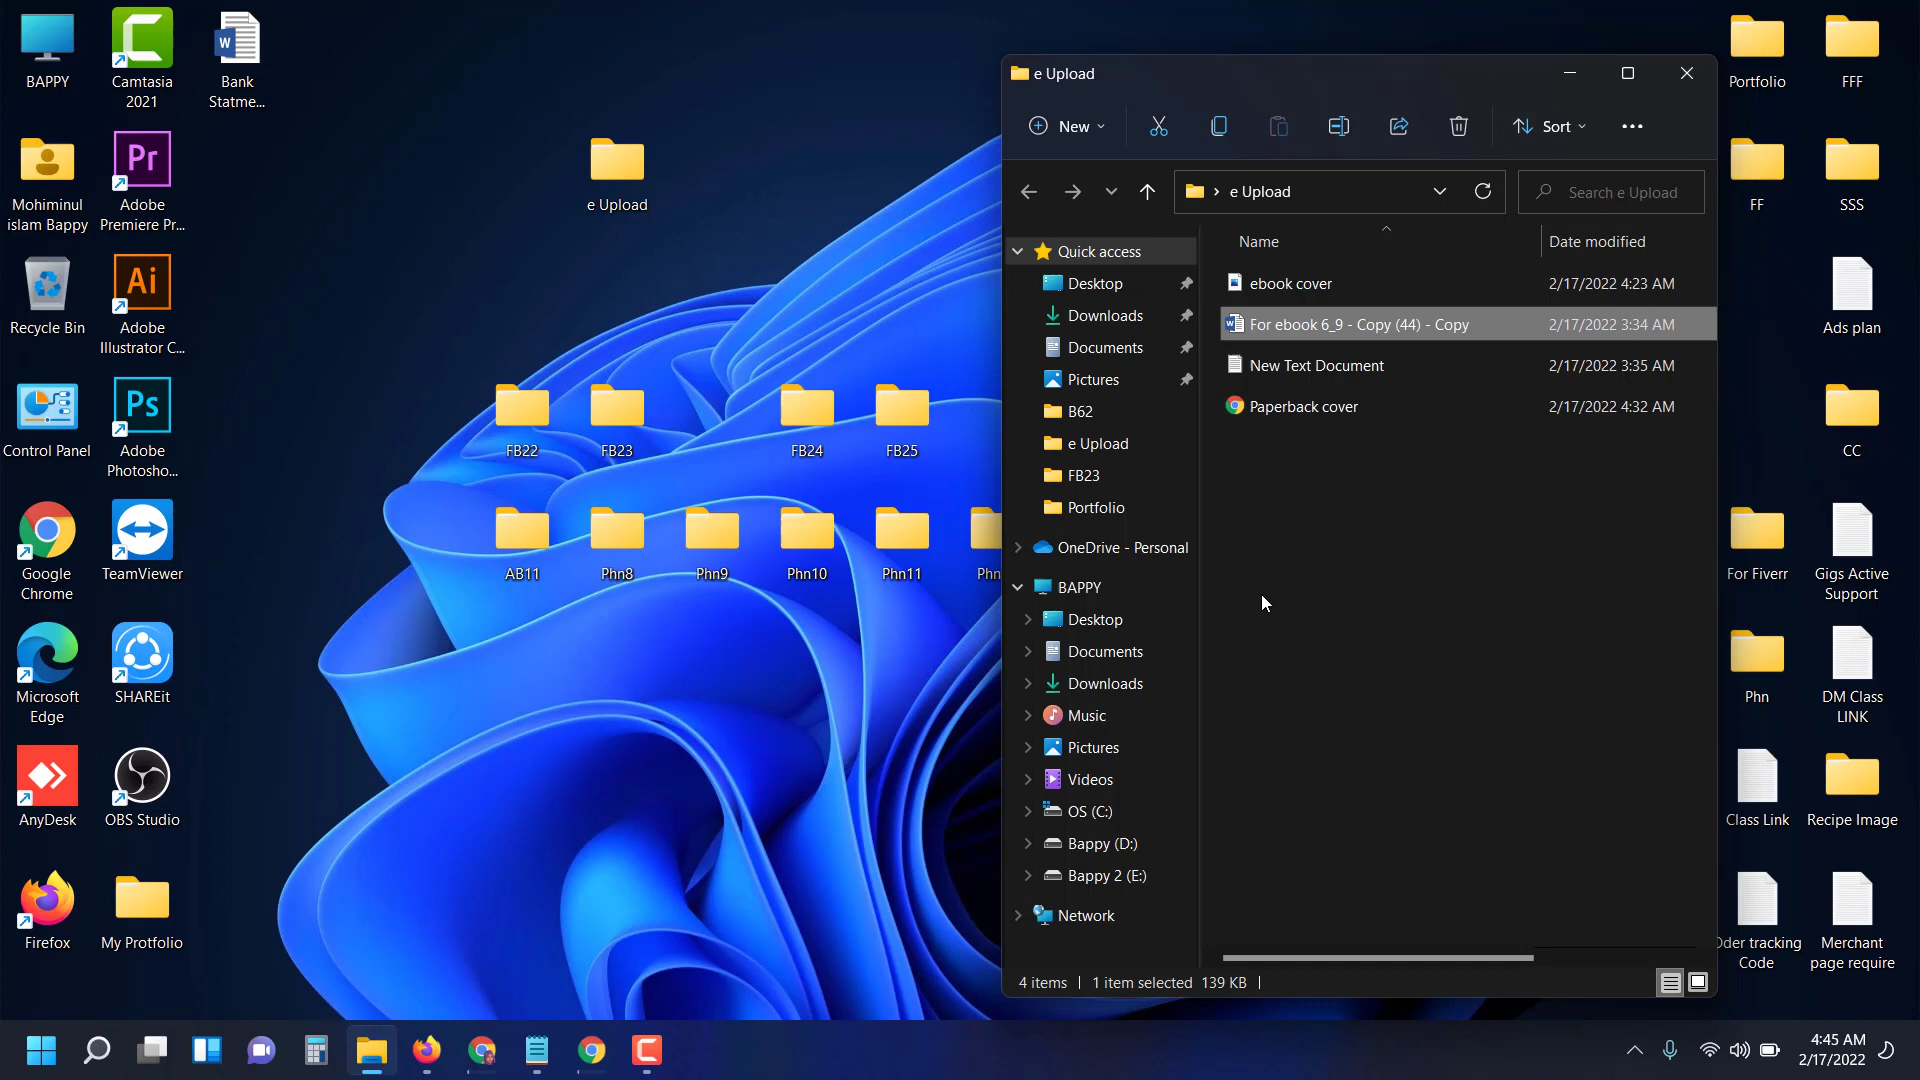 BAPPY
Camtasia
2021
Bank
Statme...
Mohiminul
islam Bappy
Adobe
Premiere Pr...
Recycle Bin
Adobe
Illustrator C...
Control Panel
Adobe
Photosho...
Google
Chrome
TeamViewer
Microsoft
Edge
SHAREit
AnyDesk
OBS Studio
Firefox
My Protfolio
e Upload
FB22
FB23
FB24
FB25
AB11
Phn8
Phn9
Phn10
Phn11
Phn
e Upload
New
Sort
e Upload
Search e Upload
Name
Date modified
ebook cover
2/17/2022 4:23 AM
For ebook 6_9 - Copy (44) - Copy
2/17/2022 3:34 AM
New Text Document
2/17/2022 3:35 AM
Paperback cover
2/17/2022 4:32 AM
Quick access
Desktop
Downloads
Documents
Pictures
B62
e Upload
FB23
Portfolio
OneDrive - Personal
BAPPY
Desktop
Documents
Downloads
Music
Pictures
Videos
OS (C:)
Bappy (D:)
Bappy 2 (E:)
Network
4 items
1 item selected 139 KB
Portfolio
FFF
FF
SSS
Ads plan
CC
For Fiverr
Gigs Active
Support
Phn
DM Class
LINK
Class Link
Recipe Image
Oder tracking
Code
Merchant
page require
4:45 AM
2/17/2022